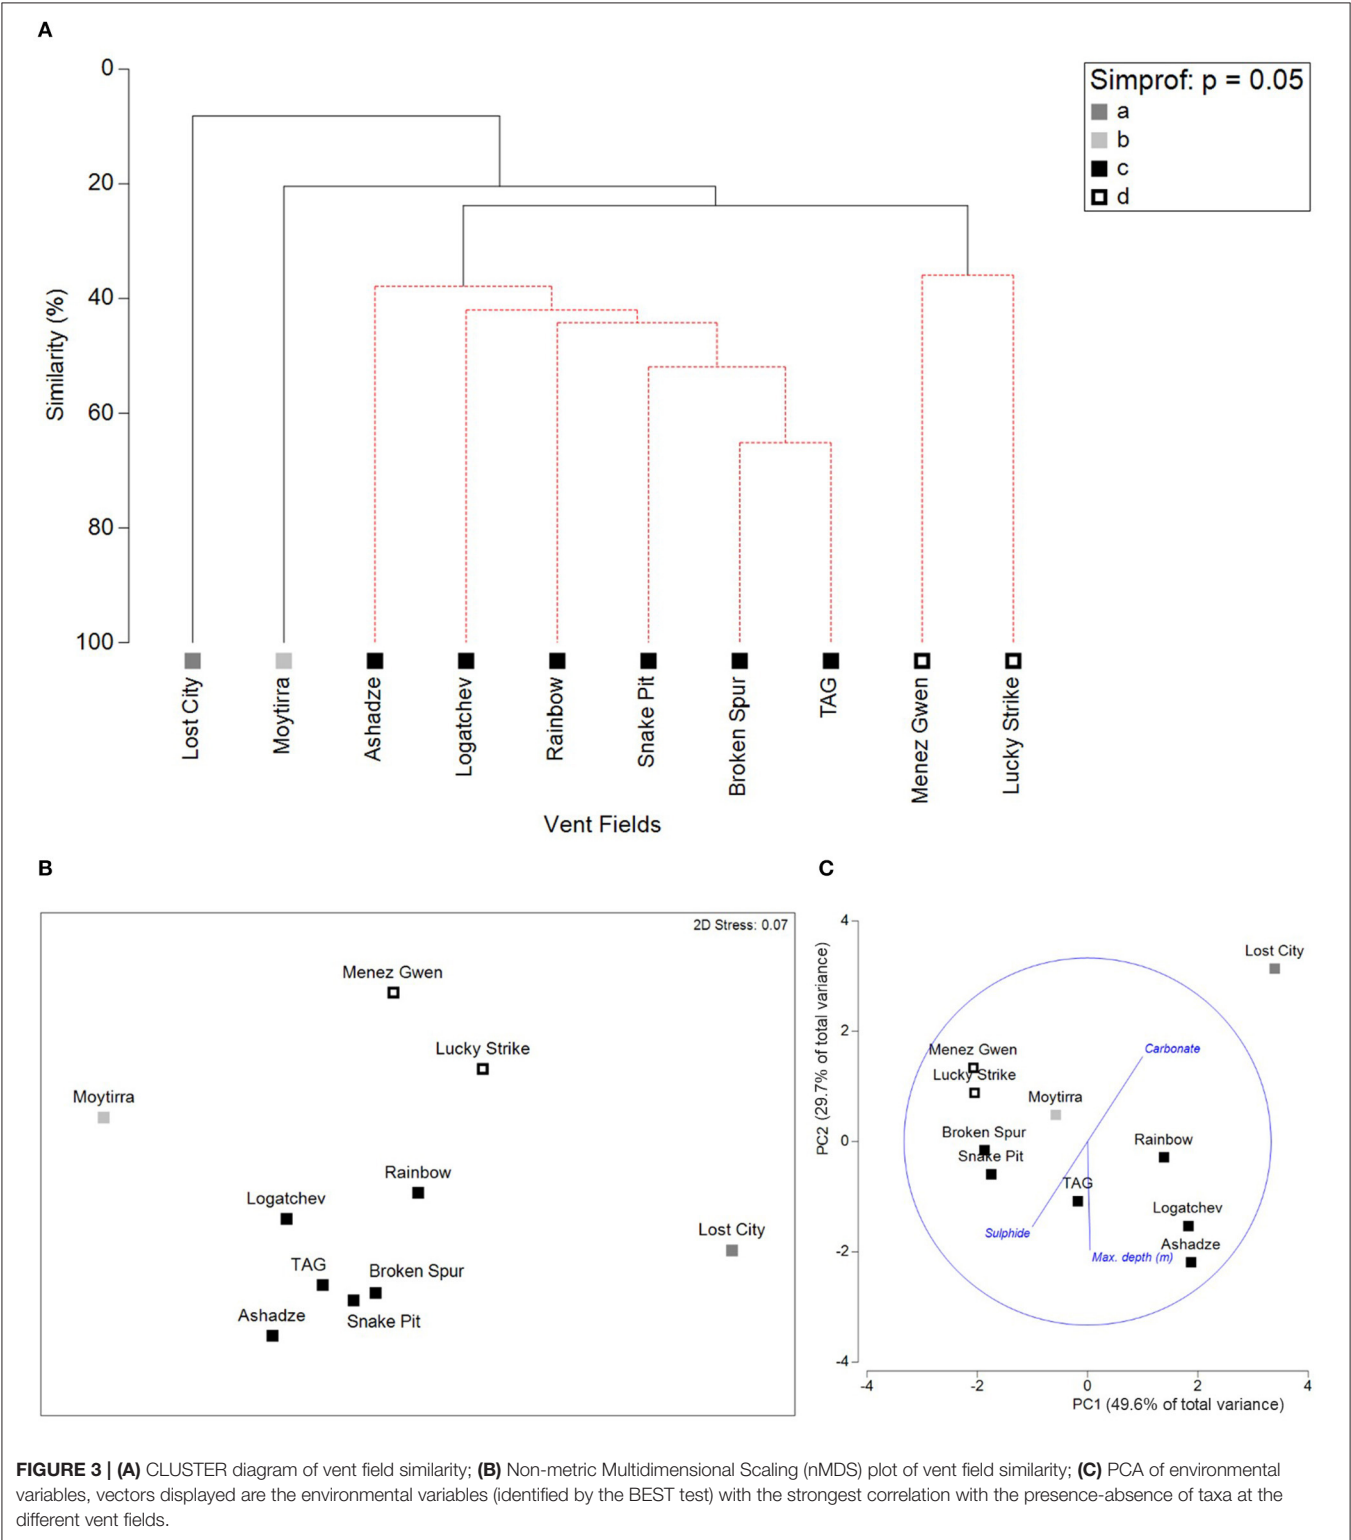 A
Simprof: p = 0.05
a
b
c
d
0
20
40
60
80
100
Similarity (%)
Lost City
Moytirra
Ashadze
Logatchev
Rainbow
Snake Pit
Broken Spur
TAG
Menez Gwen
Lucky Strike
Vent Fields
B
2D Stress: 0.07
Menez Gwen
Lucky Strike
Moytirra
Rainbow
Logatchev
Lost City
TAG
Broken Spur
Ashadze
Snake Pit
C
4
2
0
-2
-4
PC2 (29.7% of total variance)
Lost City
Menez Gwen
Carbonate
Lucky Strike
Moytirra
Broken Spur
Rainbow
Snake Pit
TAG
Logatchev
Sulphide
Ashadze
Max. depth (m)
-4
-2
0
2
4
PC1 (49.6% of total variance)
FIGURE 3 | (A) CLUSTER diagram of vent field similarity; (B) Non-metric Multidimensional Scaling (nMDS) plot of vent field similarity; (C) PCA of environmental
variables, vectors displayed are the environmental variables (identified by the BEST test) with the strongest correlation with the presence-absence of taxa at the
different vent fields.